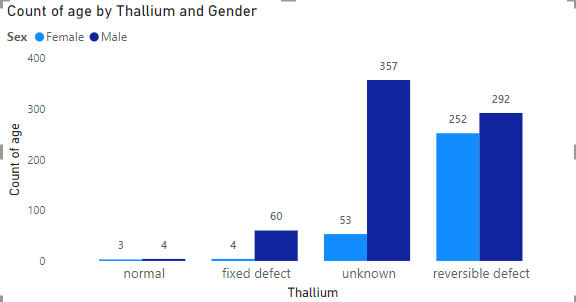 Count of age by Thallium and Gender
Sex Female Male
400
300
200
100
0
Count of age
3 4 4 60 53 357 252 292
normal fixed defect unknown reversible defect
Thallium